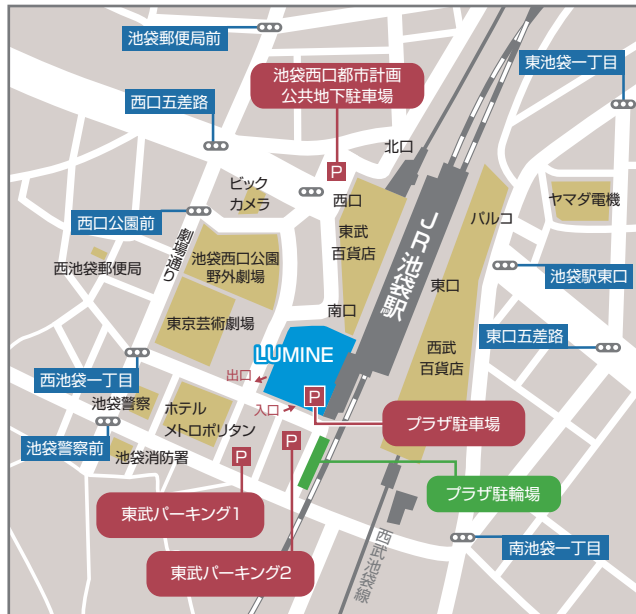 池袋郵便局前
池袋西口都市計画
公共地下駐車場
東池袋一丁目
西口五差路
北口
ビック
カメラ
西口
パルコ
ヤマダ電機
西口公園前
劇場通り
東武
百貨店
JR池袋駅
西池袋郵便局
池袋西口公園
野外劇場
池袋駅東口
東口
南口
東京芸術劇場
東口五差路
LUMINE
西武
百貨店
西池袋一丁目
出口
池袋警察
ホテル
メトロポリタン
入口
P
プラザ駐車場
池袋警察前
池袋消防署
P
P
P
プラザ駐輪場
東武パーキング1
東武パーキング2
西武池袋線
南池袋一丁目